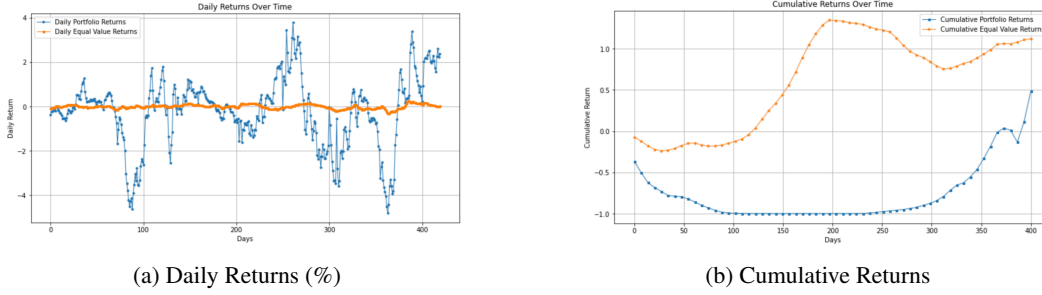 Daily Returns Over Time
Daily Portfolio Returns
Daily Equal Value Returns
Daily Return
4
2
0
−2
−4
0
100
200
300
400
Days
(a) Daily Returns (%)
Cumulative Returns Over Time
Cumulative Portfolio Returns
Cumulative Equal Value Returns
Cumulative Return
1.0
0.5
0.0
−0.5
−1.0
0
50
100
150
200
250
300
350
400
Days
(b) Cumulative Returns